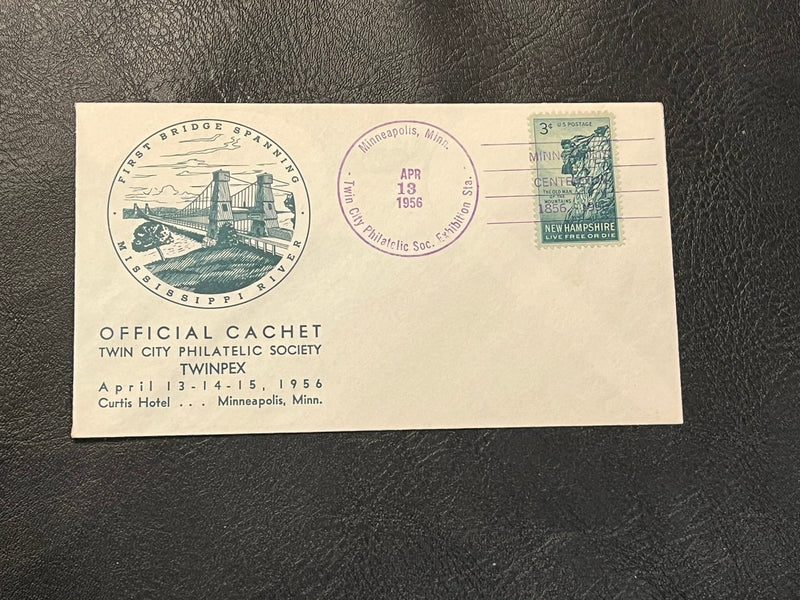 FIRST BRIDGE SPANNING
MISSISSIPPI RIVER
OFFICIAL CACHET
TWIN CITY PHILATELIC SOCIETY
TWINPEX
April 13-14-15, 1956
Curtis Hotel . . . Minneapolis, Minn.
Minneapolis, Minn.
APR
13
1956
Twin City Philatelic Soc. Exhibition Sta.
3¢ U.S. POSTAGE
THE OLD MAN
OF THE
MOUNTAINS
1856
NEW HAMPSHIRE
LIVE FREE OR DIE